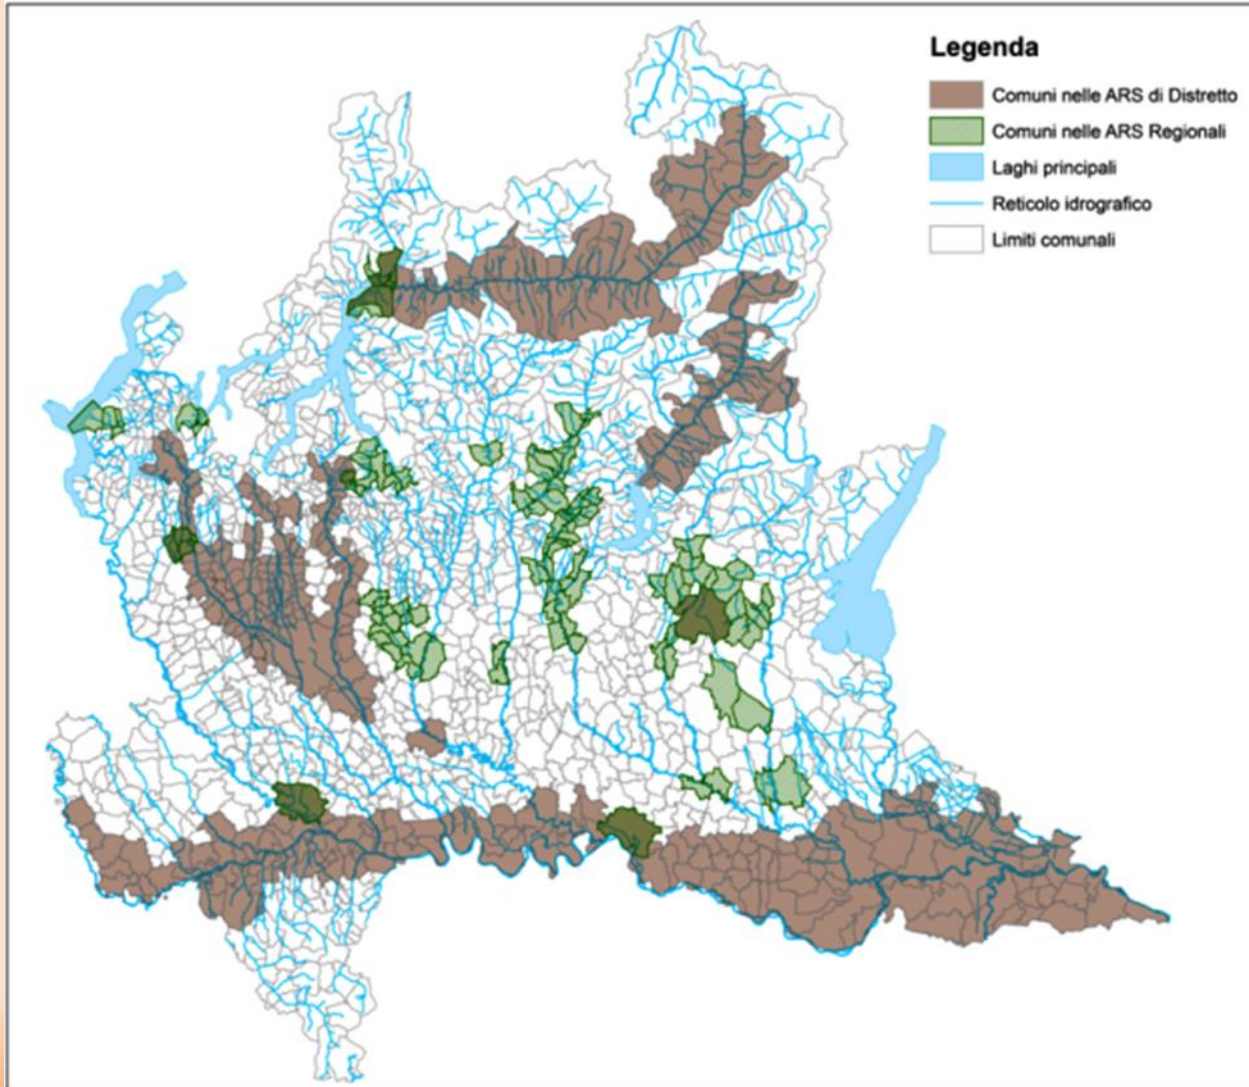 Legenda
Comuni nelle ARS di Distretto
Comuni nelle ARS Regionali
Laghi principali
Reticolo idrografico
Limiti comunali